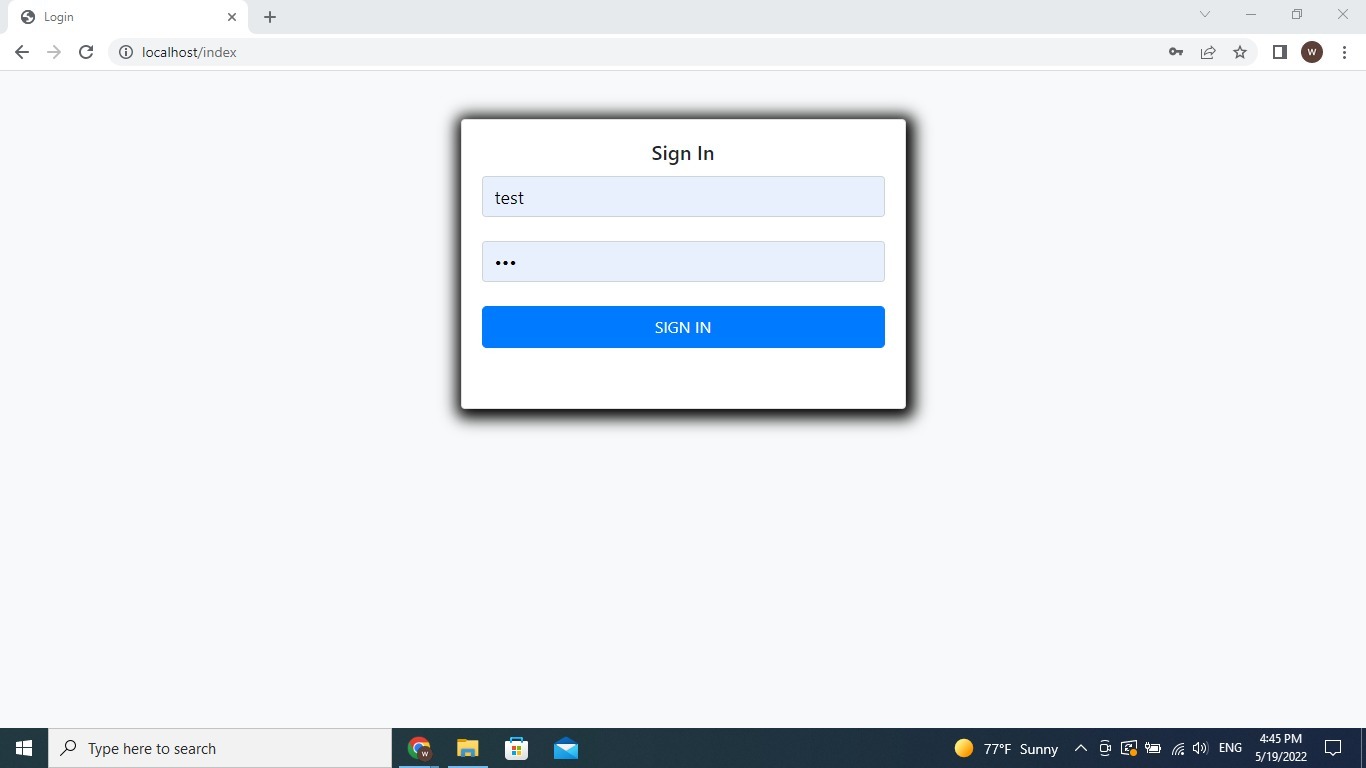 Login
localhost/index
W
Sign In
test
•••
SIGN IN
Type here to search
W
77°F Sunny
ENG
4:45 PM
5/19/2022